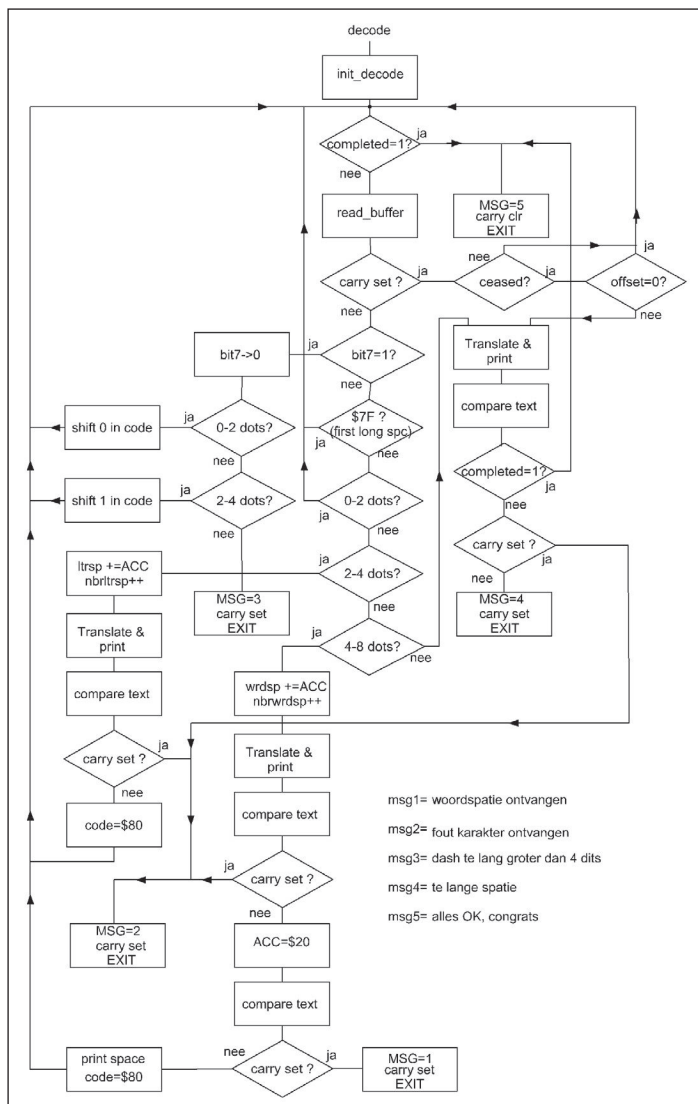 decode
init_decode
completed=1?
ja
nee
read_buffer
MSG=5
carry clr
EXIT
carry set ?
ja
nee
ceased?
nee
ja
offset=0?
ja
nee
bit7->0
ja
bit7=1?
nee
Translate &
print
compare text
completed=1?
ja
nee
carry set ?
ja
nee
MSG=4
carry set
EXIT
shift 0 in code
ja
0-2 dots?
nee
$7F ?
(first long spc)
ja
nee
shift 1 in code
ja
2-4 dots?
nee
MSG=3
carry set
EXIT
0-2 dots?
ja
nee
2-4 dots?
ja
nee
4-8 dots?
ja
nee
ltrsp +=ACC
nbrltrsp++
Translate &
print
compare text
carry set ?
ja
nee
code=$80
wrdsp +=ACC
nbrwrdsp++
Translate &
print
compare text
carry set ?
ja
nee
MSG=2
carry set
EXIT
ACC=$20
compare text
carry set ?
nee
ja
print space
code=$80
MSG=1
carry set
EXIT
msg1= woordspatie ontvangen
msg2= fout karakter ontvangen
msg3= dash te lang groter dan 4 dits
msg4= te lange spatie
msg5= alles OK, congrats